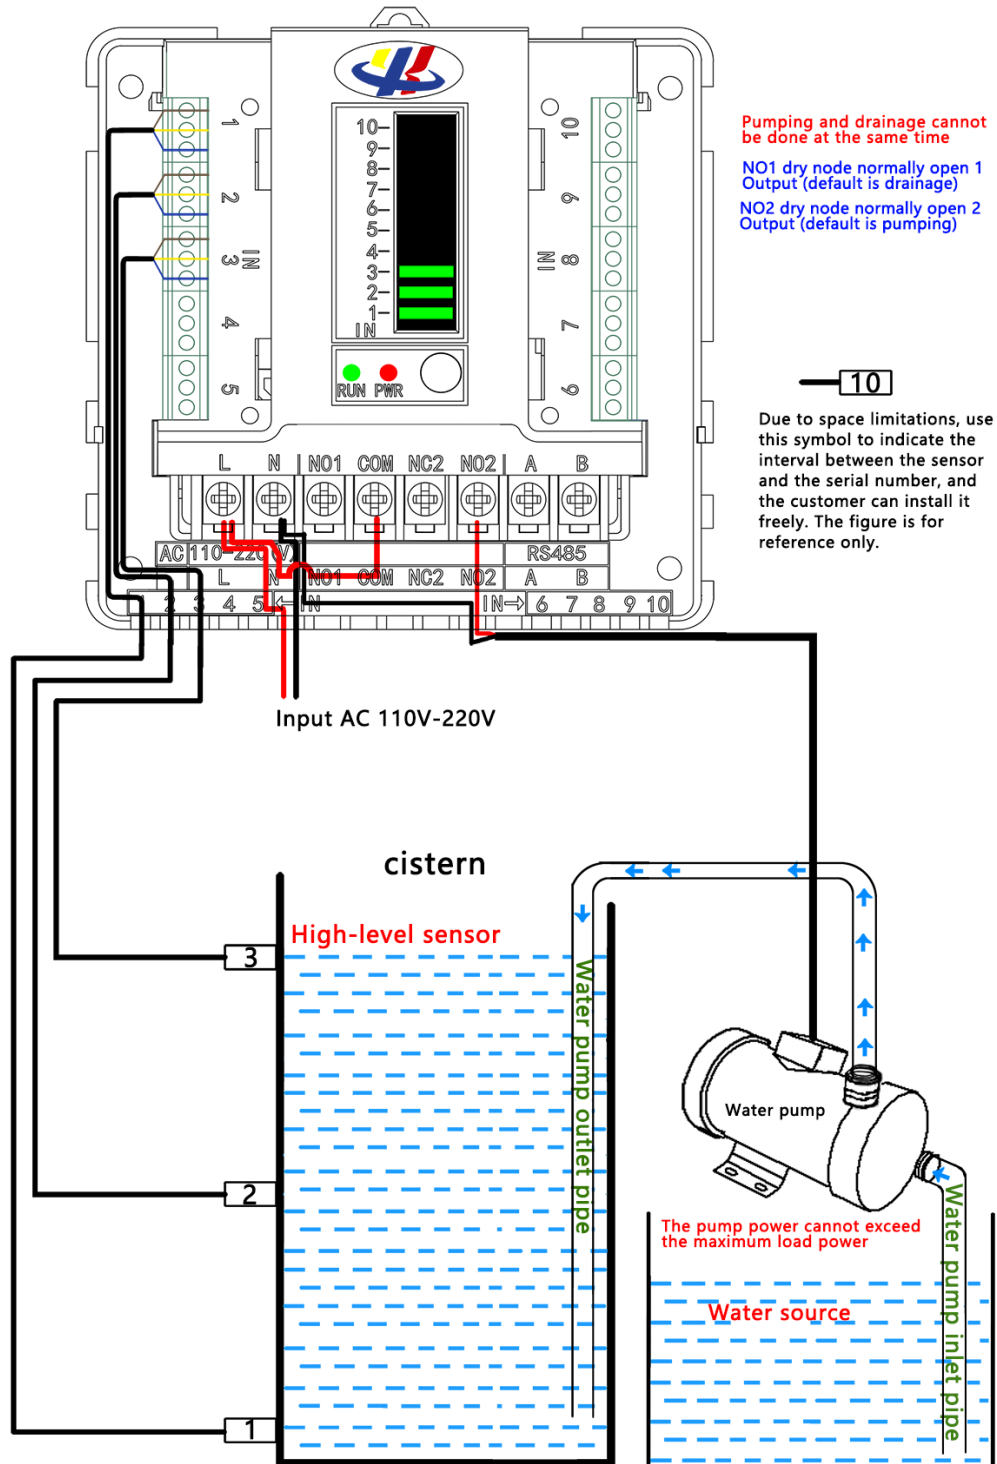 Pumping and drainage cannot
be done at the same time
NO1 dry node normally open 1
Output (default is drainage)
NO2 dry node normally open 2
Output (default is pumping)
10
Due to space limitations, use
this symbol to indicate the
interval between the sensor
and the serial number, and
the customer can install it
freely. The figure is for
reference only.
1
2
3
4
5
IN
10-
9-
8-
7-
6-
5-
4-
3-
2-
1-
IN
RUN PWR
10
9
8
7
6
IN
L N NO1 COM NC2 NO2 A B
AC 110-220(V) RS485
L N NO1 COM NC2 NO2 A B
2 3 4 5 ←IN IN→ 6 7 8 9 10
Input AC 110V-220V
cistern
High-level sensor
3
2
1
Water pump outlet pipe
Water pump
The pump power cannot exceed
the maximum load power
Water source
Water pump inlet pipe